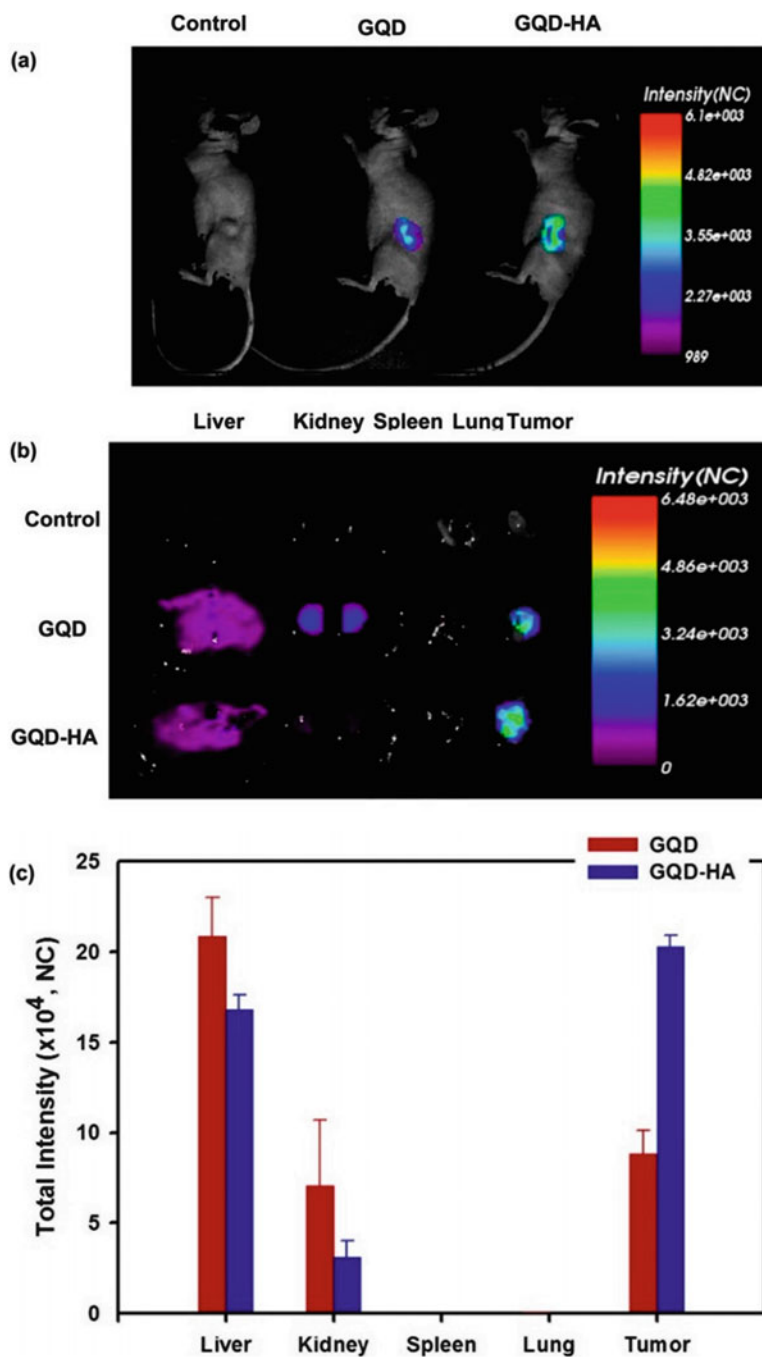 Control GQD GQD-HA
(a)
Intensity(NC)
6.1e+003
4.82e+003
3.55e+003
2.27e+003
989
Liver Kidney Spleen Lung Tumor
(b)
Intensity(NC)
6.48e+003
4.86e+003
3.24e+003
1.62e+003
0
Control
GQD
GQD-HA
(c)
GQD
GQD-HA
Total Intensity (x10⁴, NC)
25
20
15
10
5
0
Liver Kidney Spleen Lung Tumor